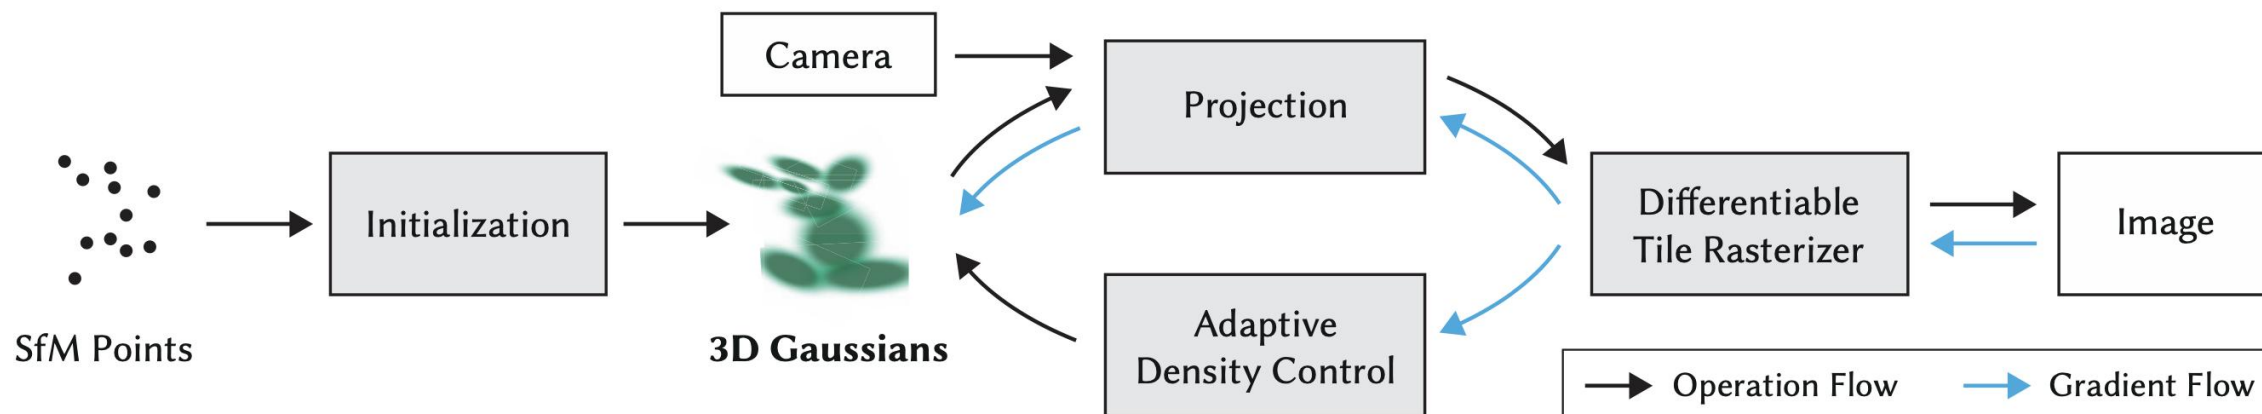 Camera
Projection
Initialization
Differentiable
Tile Rasterizer
Image
SfM Points
3D Gaussians
Adaptive
Density Control
Operation Flow
Gradient Flow